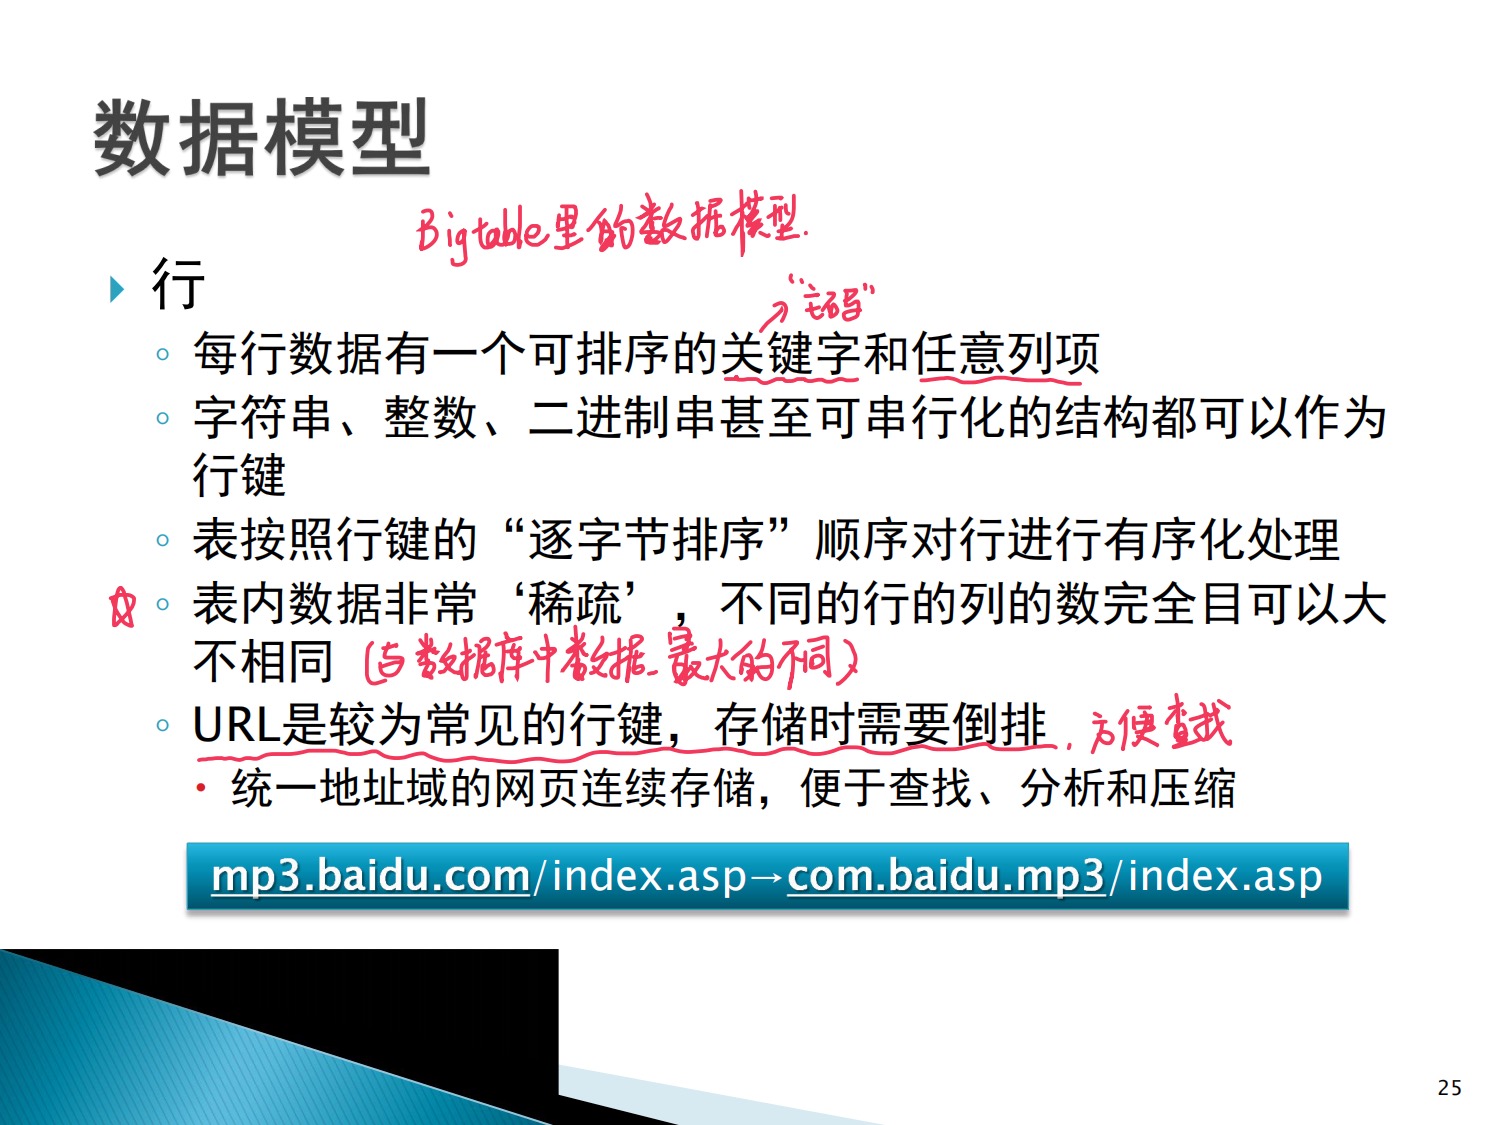 数据模型
Bigtable里的数据模型.
行
“主码”
每行数据有一个可排序的关键字和任意列项
字符串、整数、二进制串甚至可串行化的结构都可以作为
行键
表按照行键的“逐字节排序”顺序对行进行有序化处理
表内数据非常‘稀疏’，不同的行的列的数完全目可以大
不相同 (与数据库中数据最大的不同)
URL是较为常见的行键，存储时需要倒排. 方便查找
统一地址域的网页连续存储，便于查找、分析和压缩
mp3.baidu.com/index.asp→com.baidu.mp3/index.asp
25